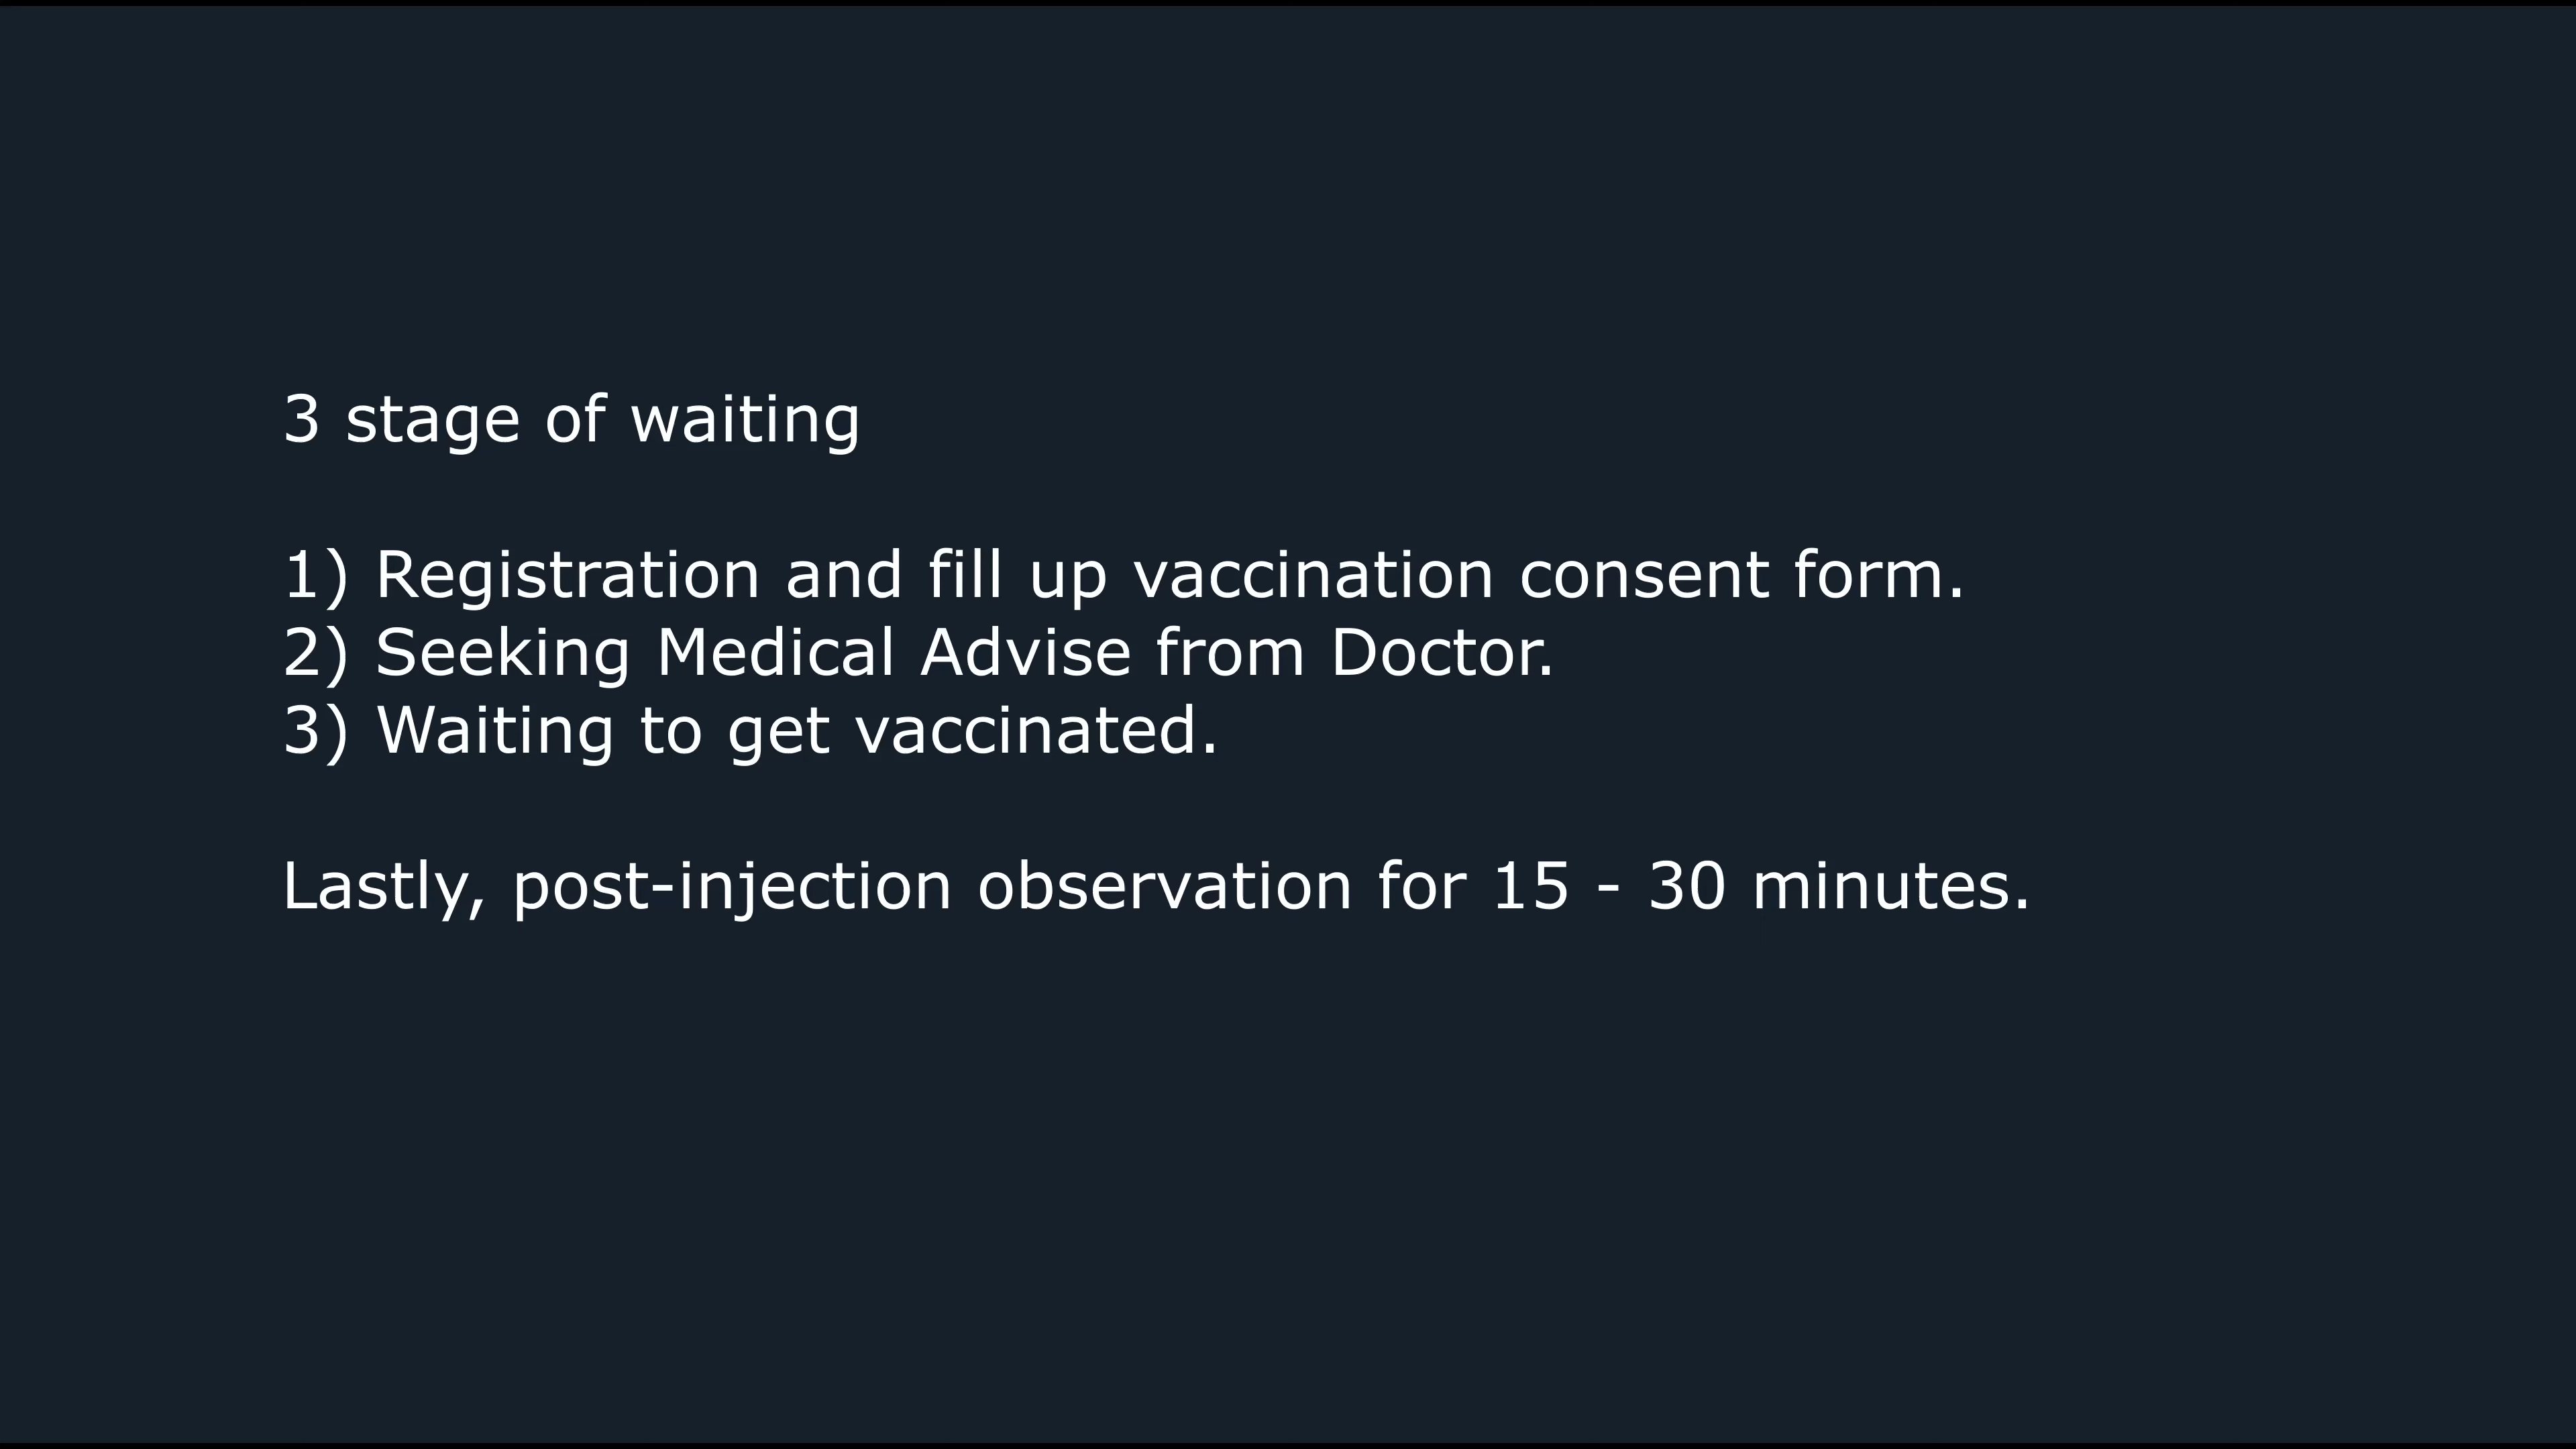 3 stage of waiting
1) Registration and fill up vaccination consent form.
2) Seeking Medical Advise from Doctor.
3) Waiting to get vaccinated.
Lastly, post-injection observation for 15 - 30 minutes.